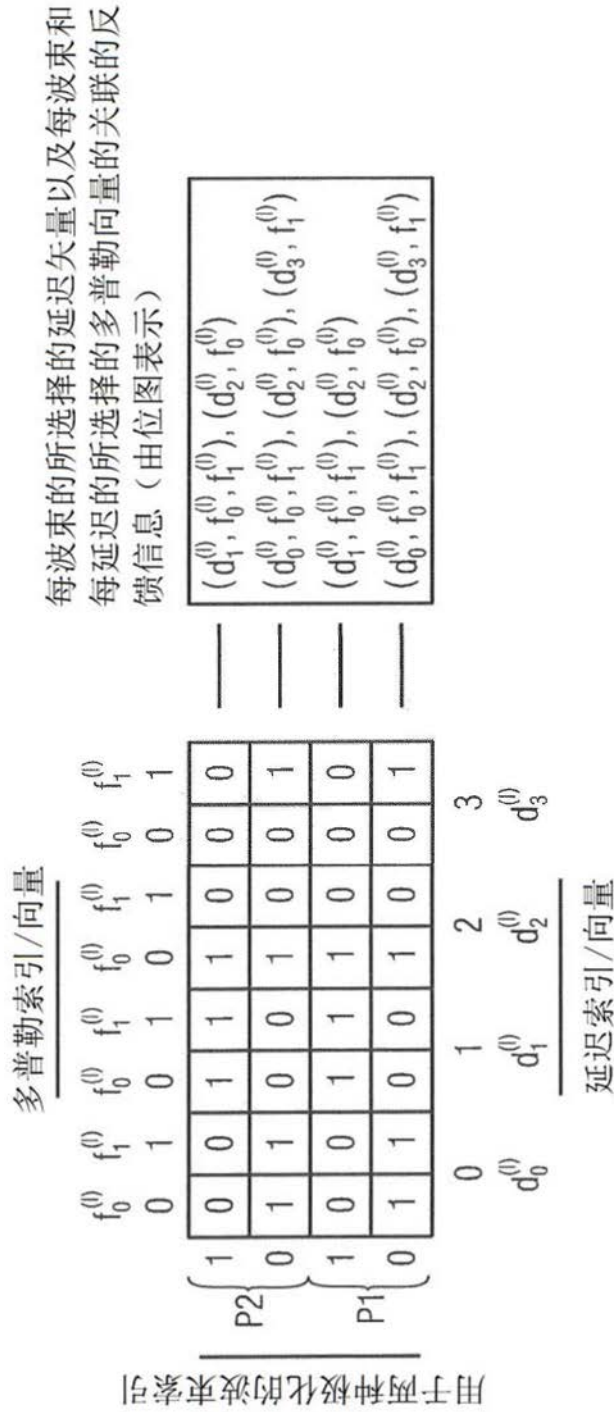 每波束的所选择的延迟矢量以及每波束和
每延迟的所选择的多普勒向量的关联的反
馈信息（由位图表示）
多普勒索引/向量
f₀⁽ˡ⁾ f₁⁽ˡ⁾ f₀⁽ˡ⁾ f₁⁽ˡ⁾ f₀⁽ˡ⁾ f₁⁽ˡ⁾ f₀⁽ˡ⁾ f₁⁽ˡ⁾
0 1 0 1 0 1 0 1
用于两种极化的波束索引
P2
1 0 0 1 1 1 0 0 0 (d₁⁽ˡ⁾, f₀⁽ˡ⁾, f₁⁽ˡ⁾), (d₂⁽ˡ⁾, f₀⁽ˡ⁾)
0 1 1 0 0 1 0 0 1 (d₀⁽ˡ⁾, f₀⁽ˡ⁾, f₁⁽ˡ⁾), (d₂⁽ˡ⁾, f₀⁽ˡ⁾), (d₃⁽ˡ⁾, f₁⁽ˡ⁾)
P1
1 0 0 1 1 1 0 0 0 (d₁⁽ˡ⁾, f₀⁽ˡ⁾, f₁⁽ˡ⁾), (d₂⁽ˡ⁾, f₀⁽ˡ⁾)
0 1 1 0 0 1 0 0 1 (d₀⁽ˡ⁾, f₀⁽ˡ⁾, f₁⁽ˡ⁾), (d₂⁽ˡ⁾, f₀⁽ˡ⁾), (d₃⁽ˡ⁾, f₁⁽ˡ⁾)
0 1 2 3
d₀⁽ˡ⁾ d₁⁽ˡ⁾ d₂⁽ˡ⁾ d₃⁽ˡ⁾
延迟索引/向量